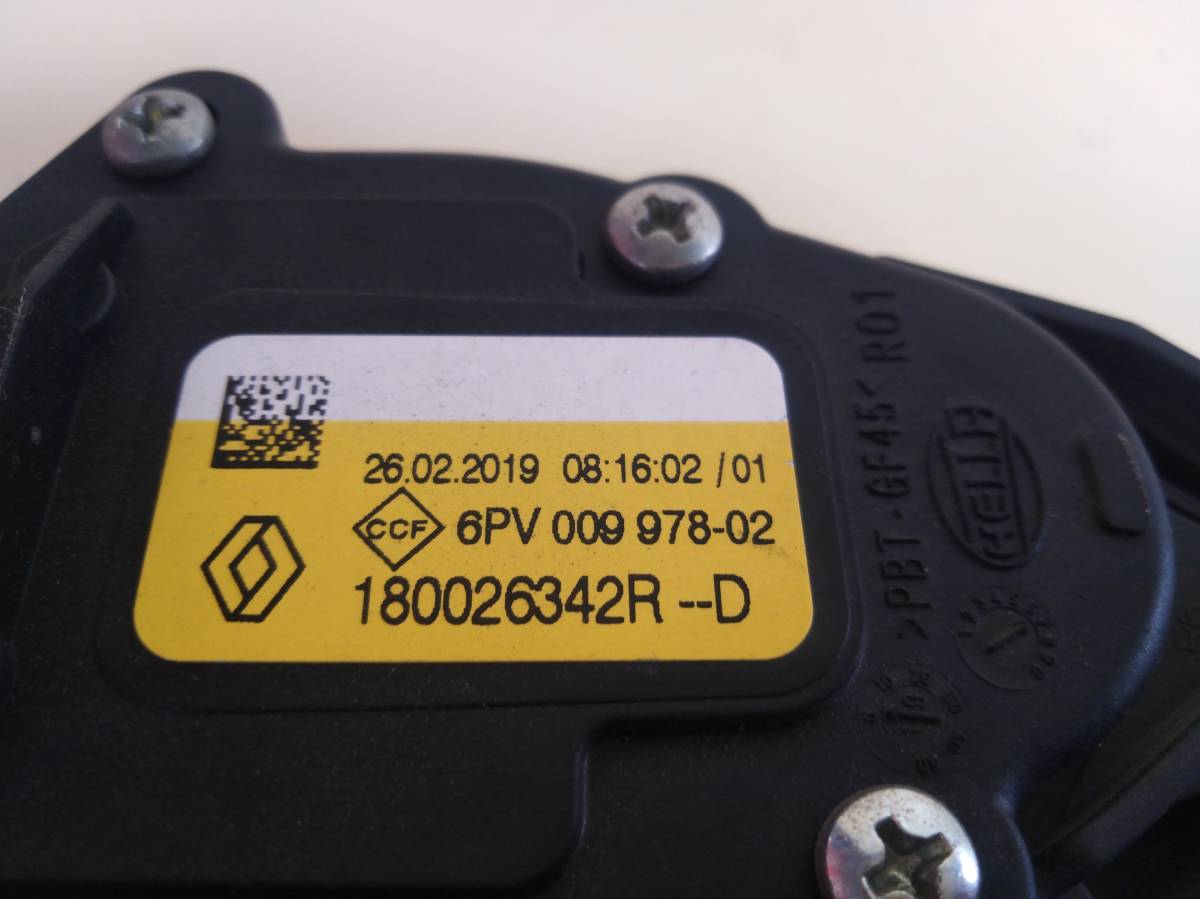 26.02.2019 08:16:02 / 01
CCF 6PV 009 978-02
180026342R --D
>PBT-GF45< R01
HELLA